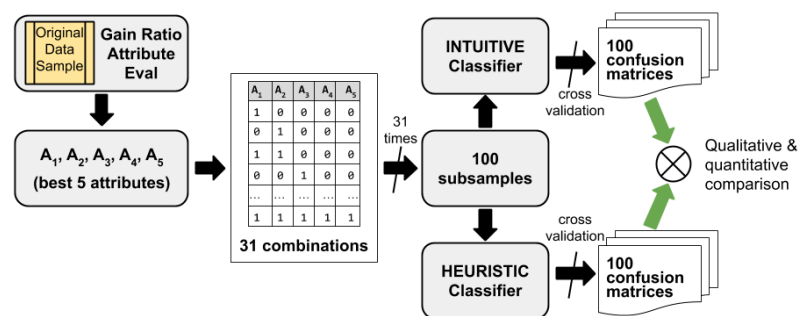 Original
Data
Sample
Gain Ratio
Attribute
Eval
A1, A2, A3, A4, A5
(best 5 attributes)
A1 A2 A3 A4 A5
1 0 0 0 0
0 1 0 0 0
1 1 0 0 0
0 0 1 0 0
... ... ... ... ...
1 1 1 1 1
31 combinations
31
times
100
subsamples
INTUITIVE
Classifier
HEURISTIC
Classifier
cross
validation
100
confusion
matrices
cross
validation
100
confusion
matrices
Qualitative &
quantitative
comparison